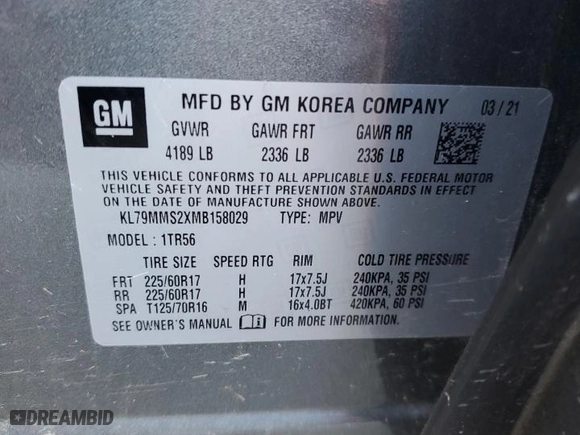 GM
MFD BY GM KOREA COMPANY 03/21
GVWR GAWR FRT GAWR RR
4189 LB 2336 LB 2336 LB
THIS VEHICLE CONFORMS TO ALL APPLICABLE U.S. FEDERAL MOTOR
VEHICLE SAFETY AND THEFT PREVENTION STANDARDS IN EFFECT
ON THE DATE OF MANUFACTURE SHOWN ABOVE.
KL79MMS2XMB158029 TYPE: MPV
MODEL: 1TR56
TIRE SIZE SPEED RTG RIM COLD TIRE PRESSURE
FRT 225/60R17 H 17x7.5J 240KPA, 35 PSI
RR 225/60R17 H 17x7.5J 240KPA, 35 PSI
SPA T125/70R16 M 16x4.0BT 420KPA, 60 PSI
SEE OWNER'S MANUAL FOR MORE INFORMATION.
DREAMBID